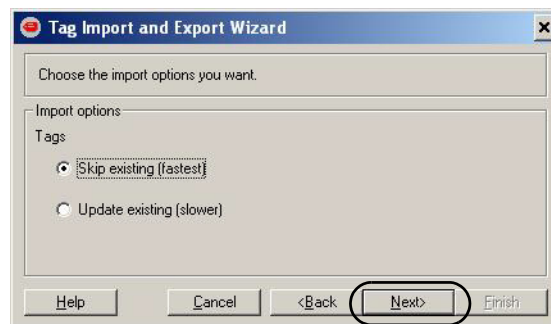 Tag Import and Export Wizard
Choose the import options you want.
Import options
Tags
Skip existing (fastest)
Update existing (slower)
Help Cancel <Back Next> Finish